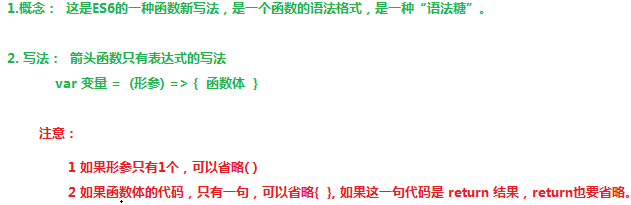 1.概念： 这是ES6的一种函数新写法，是一个函数的语法格式，是一种“语法糖”。
2. 写法： 箭头函数只有表达式的写法
var 变量 = (形参) => { 函数体 }
注意：
1 如果形参只有1个，可以省略( )
2 如果函数体的代码，只有一句，可以省略{ }, 如果这一句代码是 return 结果，return也要省略。